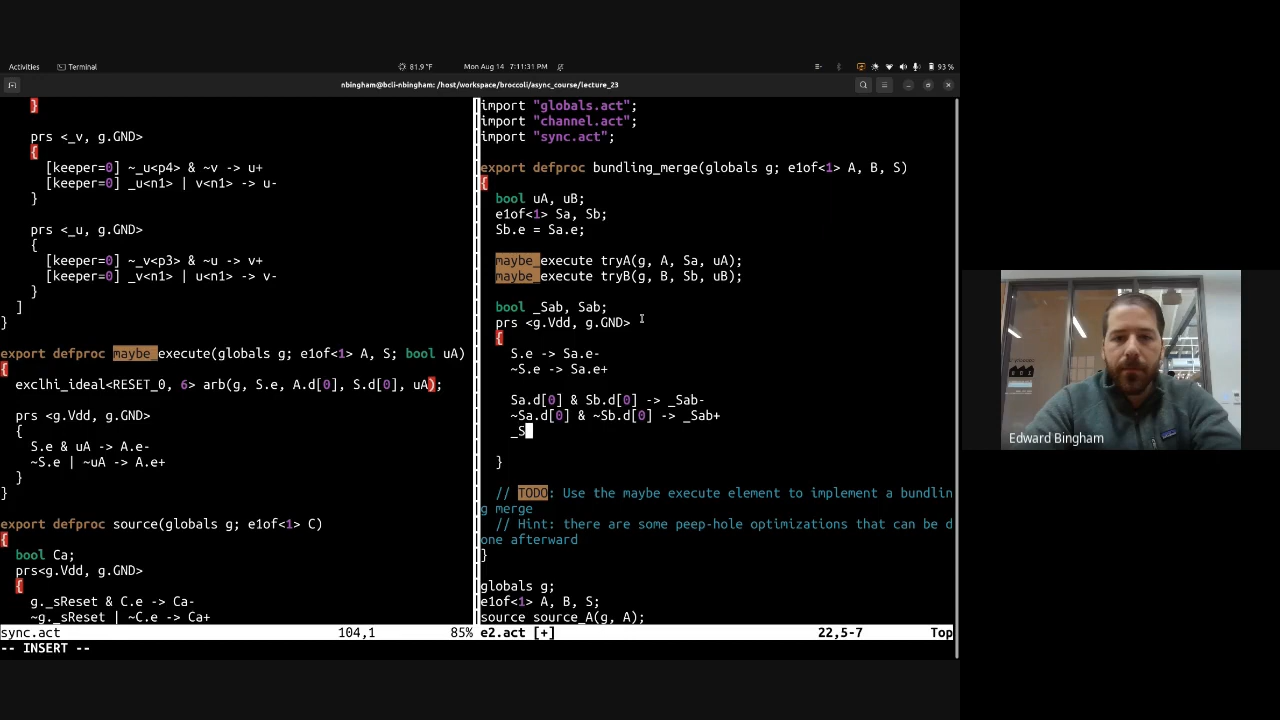 Activities
Terminal
81.9 °F
Mon Aug 14  7:11:31 PM
93 %
nbingham@bcli-nbingham: /host/workspace/broccoli/async_course/lecture_23
}
prs <_v, g.GND>
{
[keeper=0] ~_u<p4> & ~v -> u+
[keeper=0] _u<n1> | v<n1> -> u-
}
prs <_u, g.GND>
{
[keeper=0] ~_v<p3> & ~u -> v+
[keeper=0] _v<n1> | u<n1> -> v-
}
]
}
export defproc maybe_execute(globals g; e1of<1> A, S; bool uA)
{
exclhi_ideal<RESET_0, 6> arb(g, S.e, A.d[0], S.d[0], uA);
prs <g.Vdd, g.GND>
{
S.e & uA -> A.e-
~S.e | ~uA -> A.e+
}
}
export defproc source(globals g; e1of<1> C)
{
bool Ca;
prs<g.Vdd, g.GND>
{
g._sReset & C.e -> Ca-
~g._sReset | ~C.e -> Ca+
sync.act
104,1
85%
-- INSERT --
import "globals.act";
import "channel.act";
import "sync.act";
export defproc bundling_merge(globals g; e1of<1> A, B, S)
{
bool uA, uB;
e1of<1> Sa, Sb;
Sb.e = Sa.e;
maybe_execute tryA(g, A, Sa, uA);
maybe_execute tryB(g, B, Sb, uB);
bool _Sab, Sab;
prs <g.Vdd, g.GND>
{
S.e -> Sa.e-
~S.e -> Sa.e+
Sa.d[0] & Sb.d[0] -> _Sab-
~Sa.d[0] & ~Sb.d[0] -> _Sab+
_S
}
// TODO: Use the maybe execute element to implement a bundlin
g merge
// Hint: there are some peep-hole optimizations that can be d
one afterward
}
globals g;
e1of<1> A, B, S;
source source_A(g, A);
e2.act [+]
22,5-7
Top
Edward Bingham